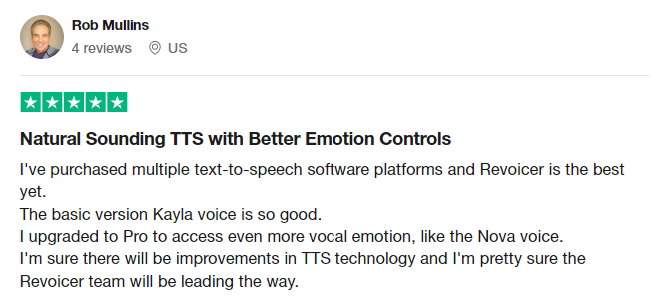 Rob Mullins
4 reviews US
Natural Sounding TTS with Better Emotion Controls
I've purchased multiple text-to-speech software platforms and Revoicer is the best
yet.
The basic version Kayla voice is so good.
I upgraded to Pro to access even more vocal emotion, like the Nova voice.
I'm sure there will be improvements in TTS technology and I'm pretty sure the
Revoicer team will be leading the way.